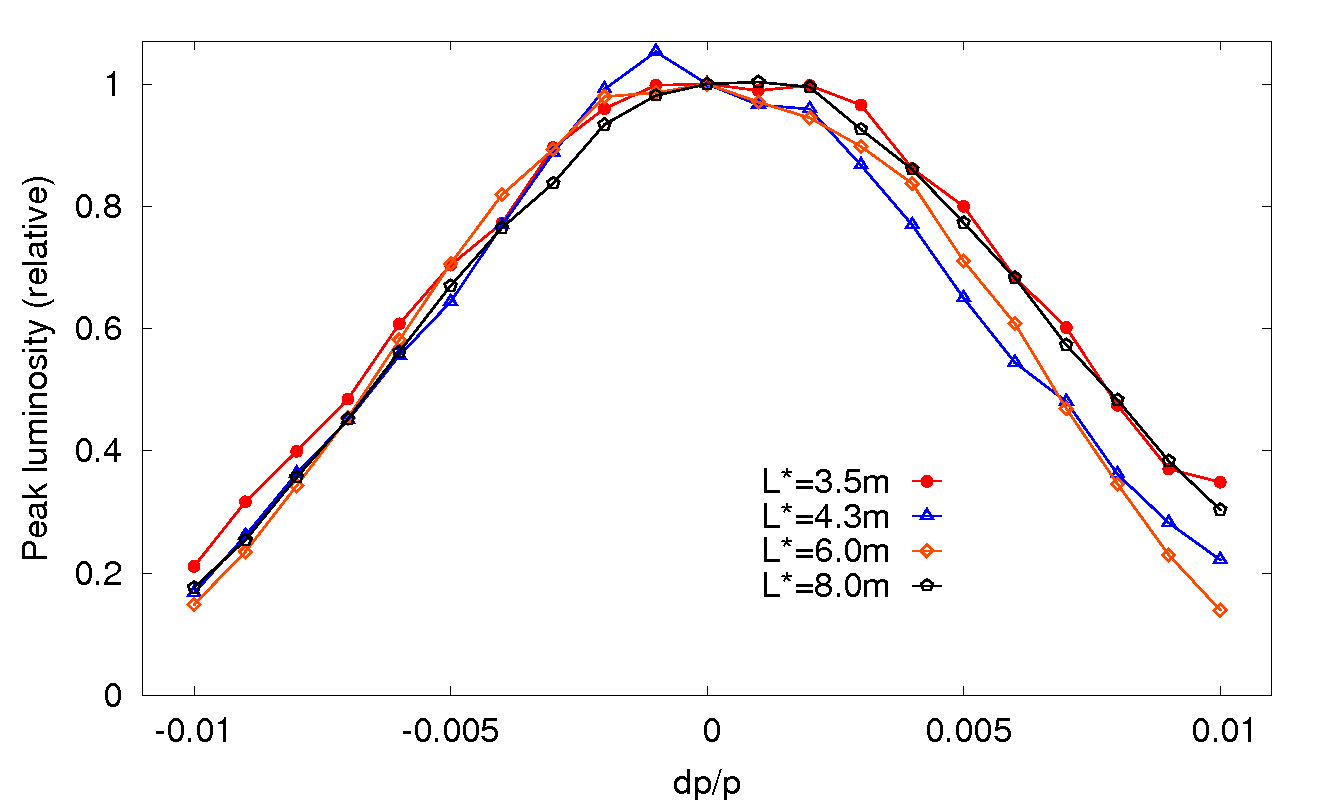 Peak luminosity (relative)
1
0.8
0.6
0.4
0.2
0
L*=3.5m
L*=4.3m
L*=6.0m
L*=8.0m
-0.01 -0.005 0 0.005 0.01
dp/p